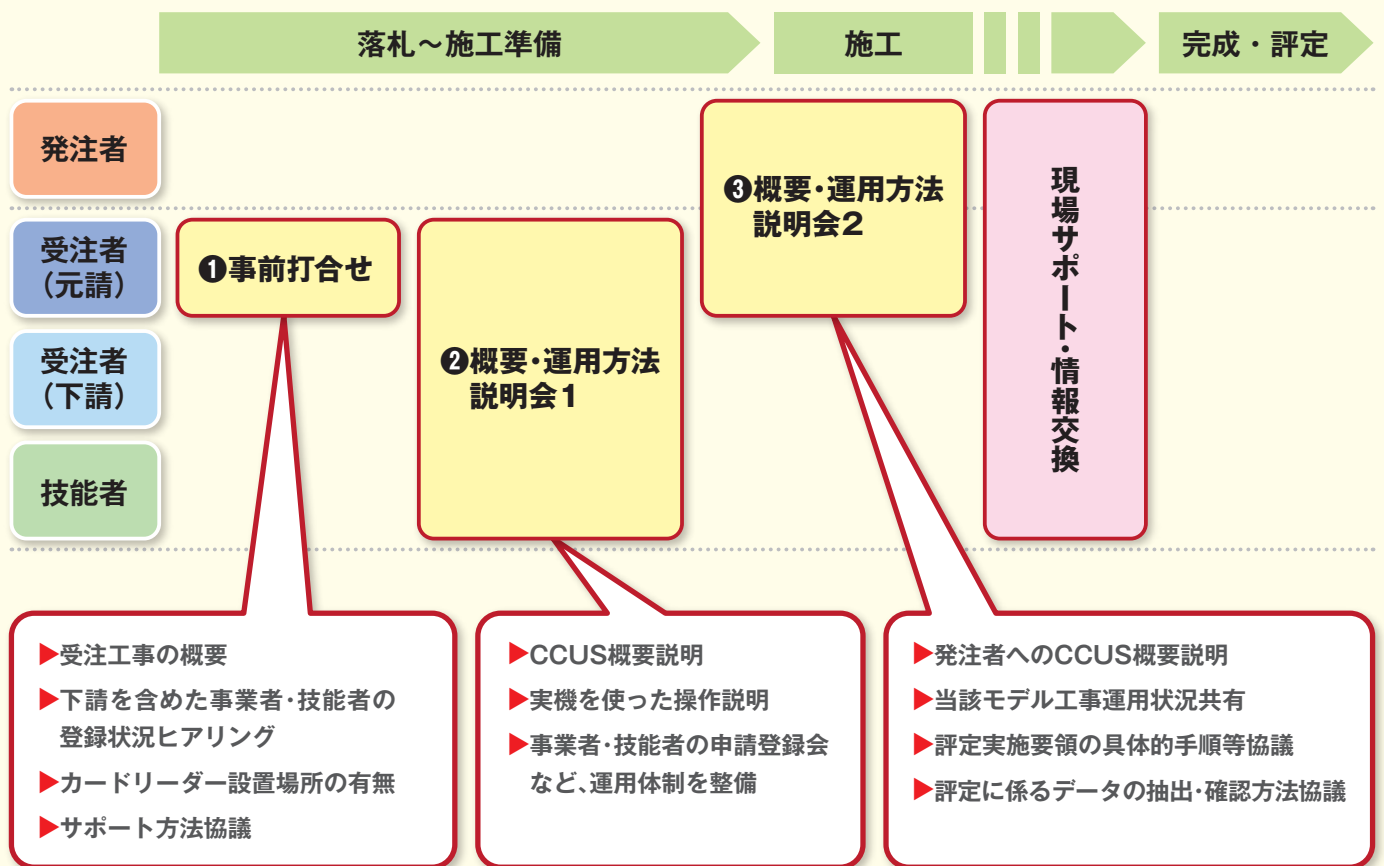 落札～施工準備
施工
完成・評定
発注者
受注者
（元請）
受注者
（下請）
技能者
❶事前打合せ
❷概要･運用方法
説明会1
❸概要･運用方法
説明会2
現場サポート・情報交換
▶受注工事の概要
▶下請を含めた事業者･技能者の
登録状況ヒアリング
▶カードリーダー設置場所の有無
▶サポート方法協議
▶CCUS概要説明
▶実機を使った操作説明
▶事業者･技能者の申請登録会
など､運用体制を整備
▶発注者へのCCUS概要説明
▶当該モデル工事運用状況共有
▶評定実施要領の具体的手順等協議
▶評定に係るデータの抽出･確認方法協議